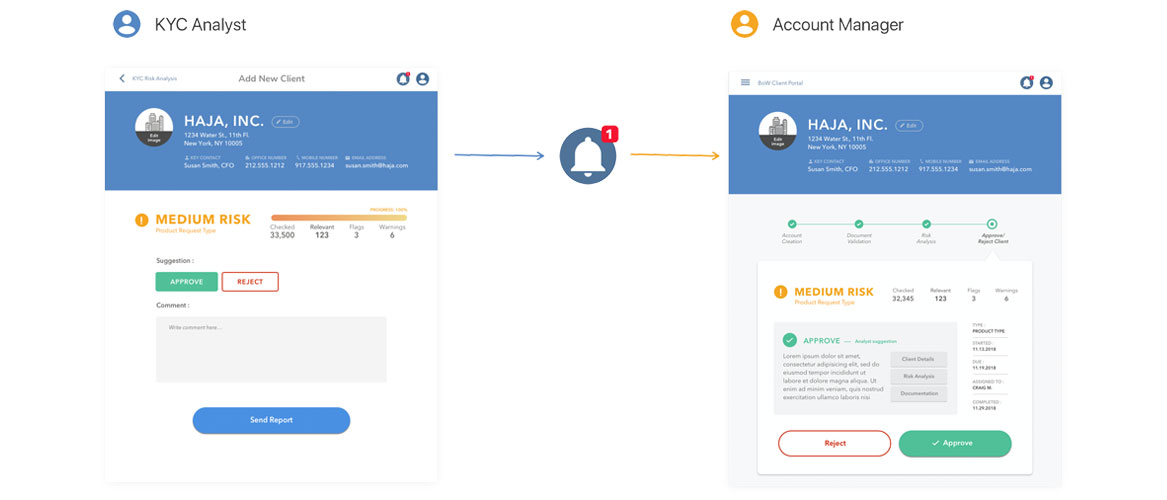 KYC Analyst
KYC Risk Analysis
Add New Client
1
Edit Image
HAJA, INC.
Edit
1234 Water St., 11th Fl.
New York, NY 10005
KEY CONTACT
Susan Smith, CFO
OFFICE NUMBER
212.555.1212
MOBILE NUMBER
917.555.1234
EMAIL ADDRESS
susan.smith@haja.com
MEDIUM RISK
Product Request Type
PROGRESS: 100%
Checked
33,500
Relevant
123
Flags
3
Warnings
6
Suggestion :
APPROVE
REJECT
Comment :
Write comment here...
Send Report
1
Account Manager
BoW Client Portal
1
Edit Image
HAJA, INC.
Edit
1234 Water St., 11th Fl.
New York, NY 10005
KEY CONTACT
Susan Smith, CFO
OFFICE NUMBER
212.555.1212
MOBILE NUMBER
917.555.1234
EMAIL ADDRESS
susan.smith@haja.com
Account
Creation
Document
Validation
Risk
Analysis
Approve/
Reject Client
MEDIUM RISK
Product Request Type
Checked
32,345
Relevant
123
Flags
3
Warnings
6
APPROVE — Analyst suggestion
Lorem ipsum dolor sit amet,
consectetur adipisicing elit, sed do
eiusmod tempor incididunt ut
labore et dolore magna aliqua. Ut
enim ad minim veniam, quis nostrud
exercitation ullamco laboris nisi
Client Details
Risk Analysis
Documentation
TYPE :
PRODUCT TYPE
STARTED :
11.12.2018
DUE :
11.19.2018
ASSIGNED TO :
CRAIG M.
COMPLETED :
11.29.2018
Reject
Approve